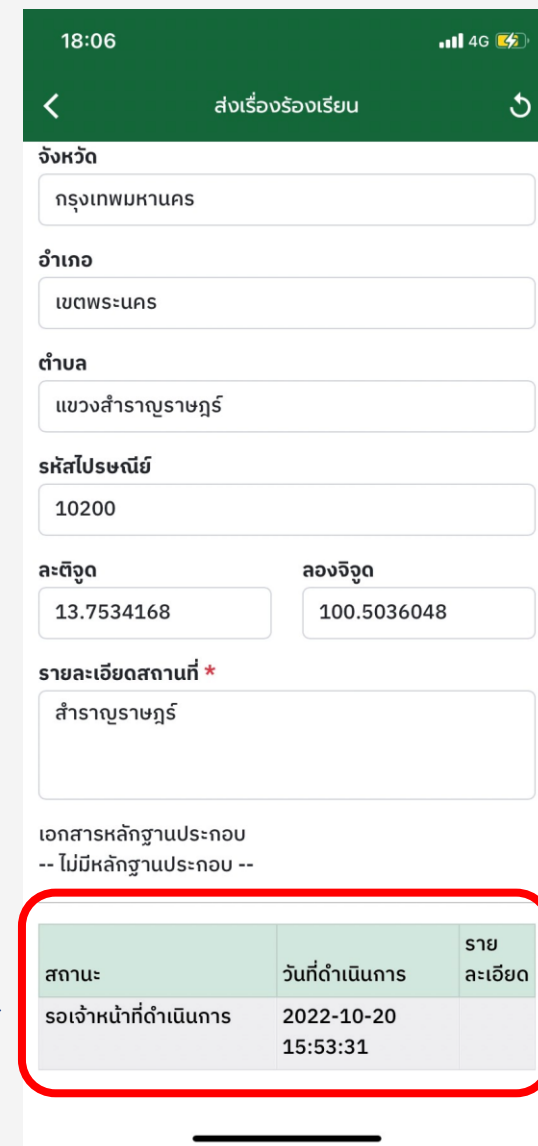 18:06
4G
ส่งเรื่องร้องเรียน
จังหวัด
กรุงเทพมหานคร
อำเภอ
เขตพระนคร
ตำบล
แขวงสำราญราษฎร์
รหัสไปรษณีย์
10200
ละติจูด ลองจิจูด
13.7534168 100.5036048
รายละเอียดสถานที่ *
สำราญราษฎร์
เอกสารหลักฐานประกอบ
-- ไม่มีหลักฐานประกอบ --
สถานะ วันที่ดำเนินการ ราย
ละเอียด
รอเจ้าหน้าที่ดำเนินการ 2022-10-20
15:53:31